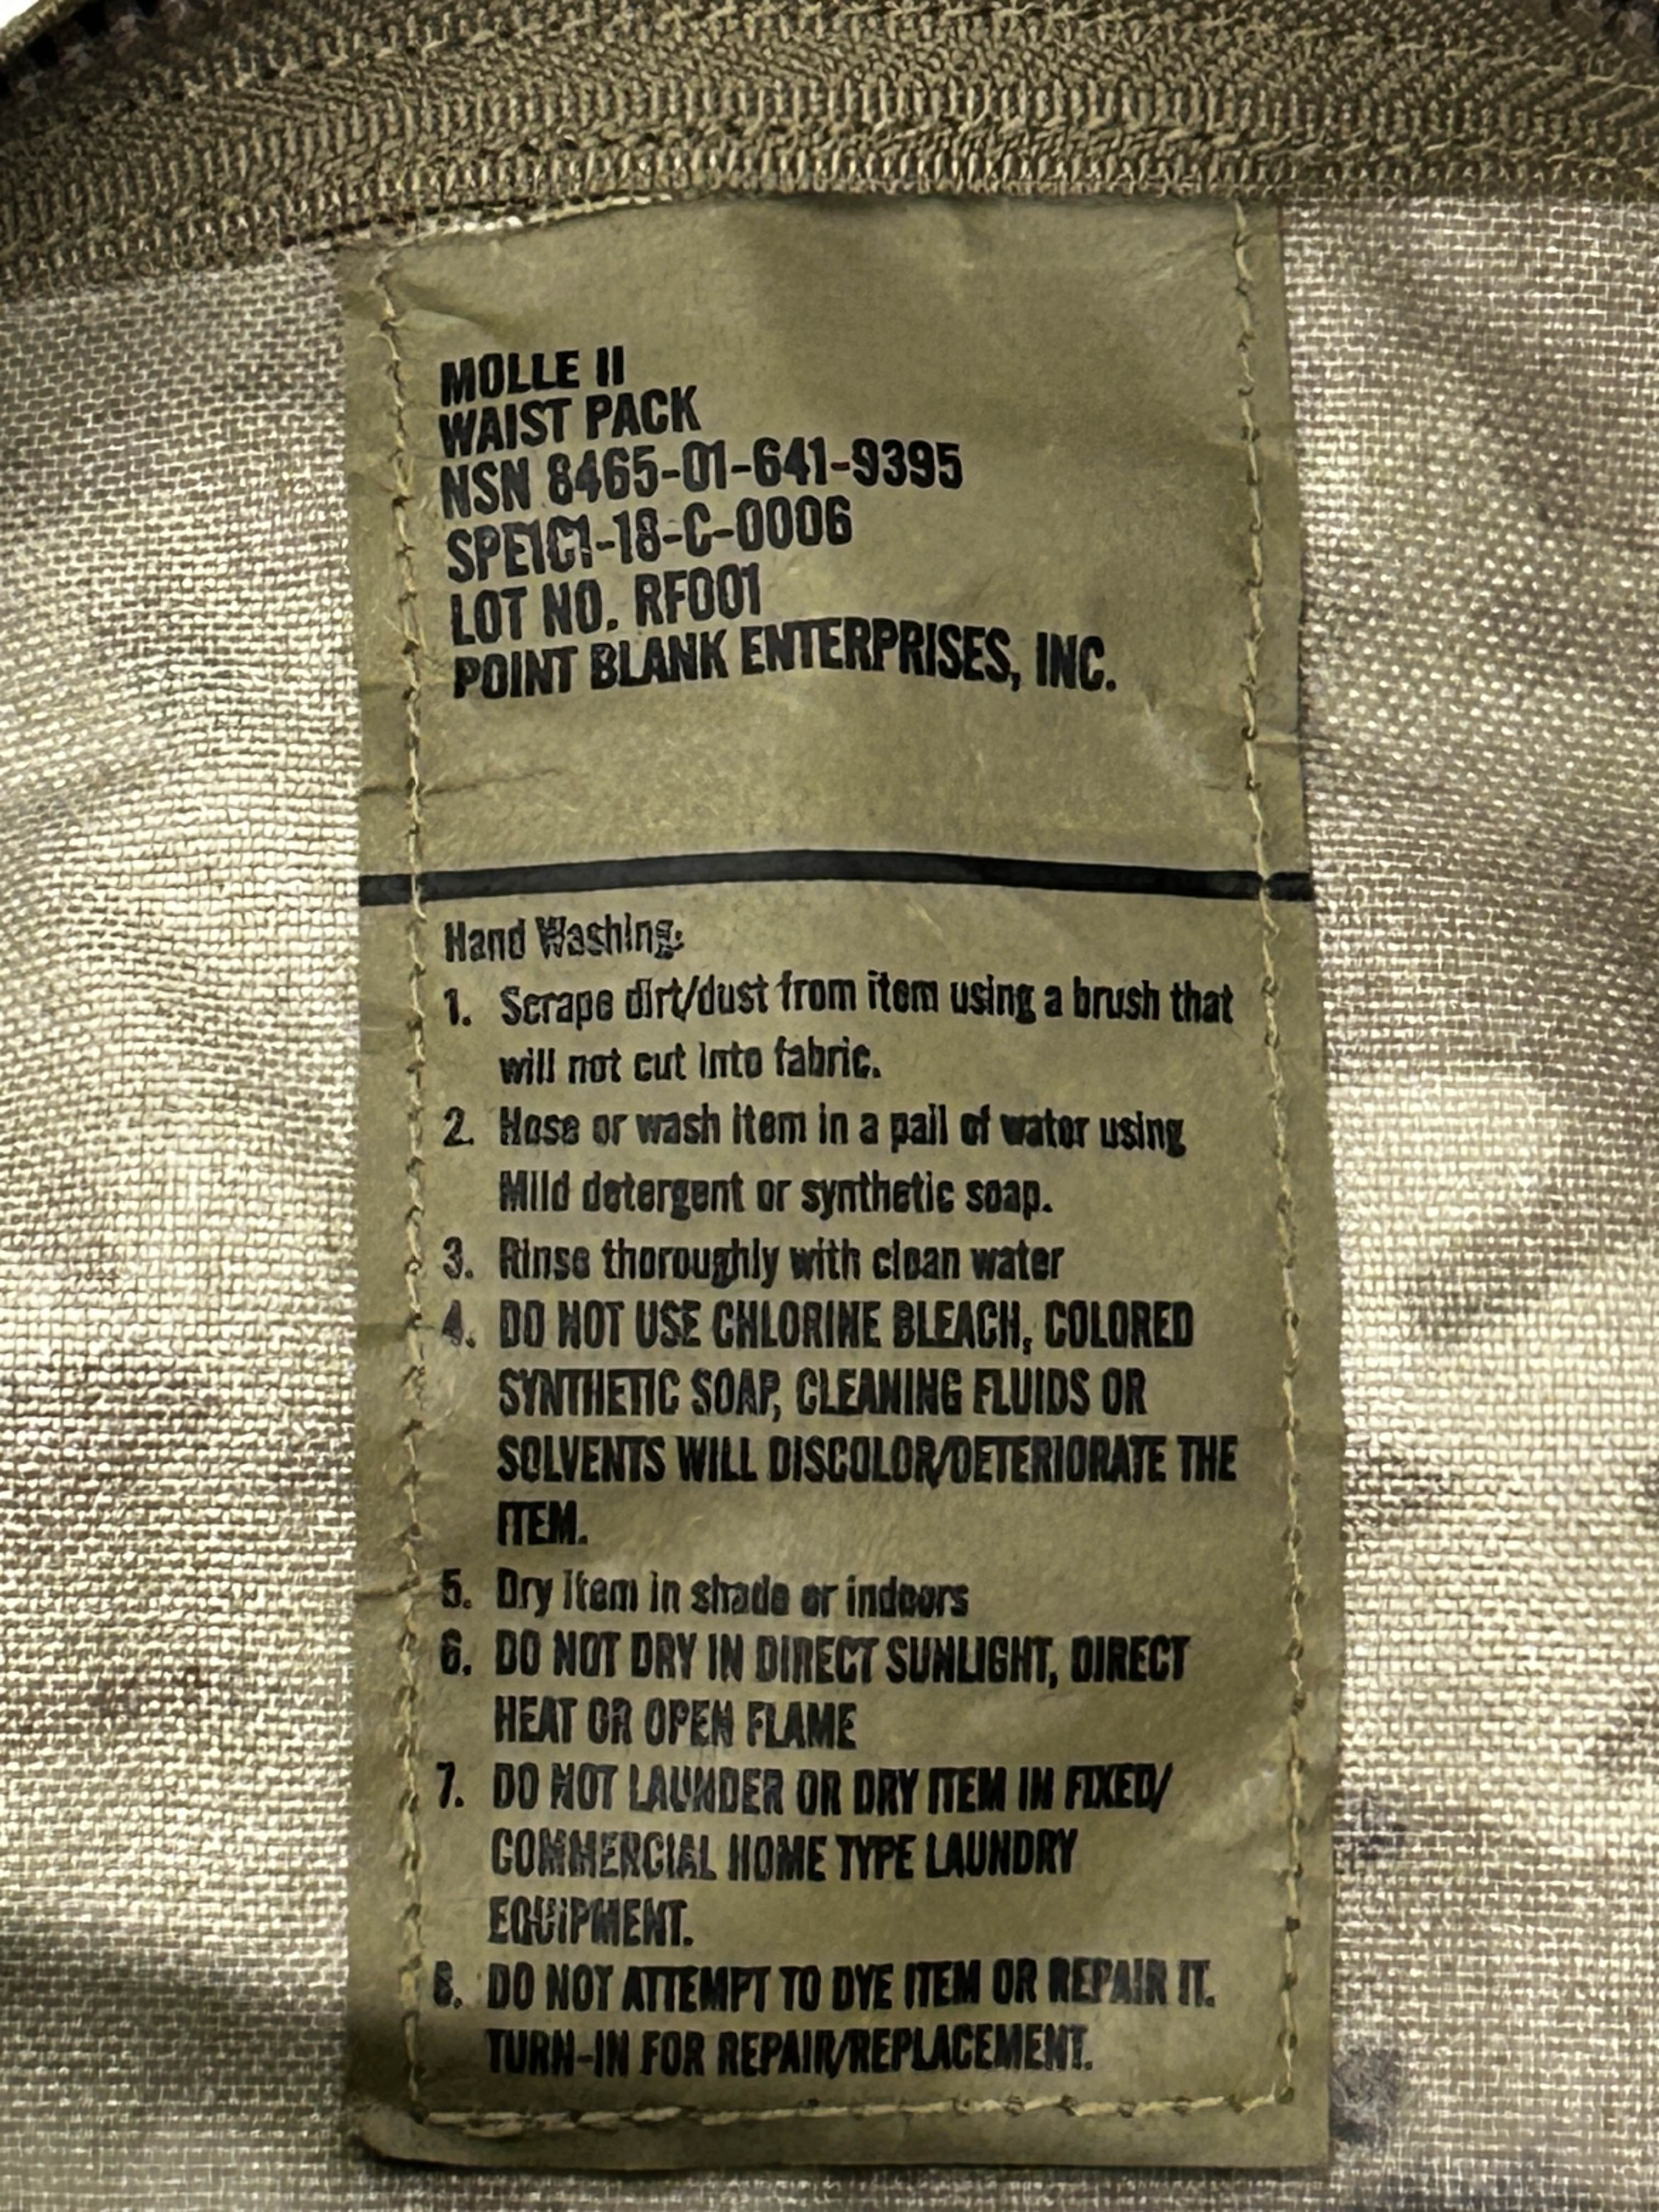 MOLLE II
WAIST PACK
NSN 8465-01-641-9395
SPE1C1-18-C-0006
LOT NO. RF001
POINT BLANK ENTERPRISES, INC.
Hand Washing:
1. Scrape dirt/dust from item using a brush that
will not cut into fabric.
2. Hose or wash item in a pail of water using
Mild detergent or synthetic soap.
3. Rinse thoroughly with clean water
4. DO NOT USE CHLORINE BLEACH, COLORED
SYNTHETIC SOAP, CLEANING FLUIDS OR
SOLVENTS WILL DISCOLOR/DETERIORATE THE
ITEM.
5. Dry item in shade or indoors
6. DO NOT DRY IN DIRECT SUNLIGHT, DIRECT
HEAT OR OPEN FLAME
7. DO NOT LAUNDER OR DRY ITEM IN FIXED/
COMMERCIAL HOME TYPE LAUNDRY
EQUIPMENT.
8. DO NOT ATTEMPT TO DYE ITEM OR REPAIR IT.
TURN-IN FOR REPAIR/REPLACEMENT.